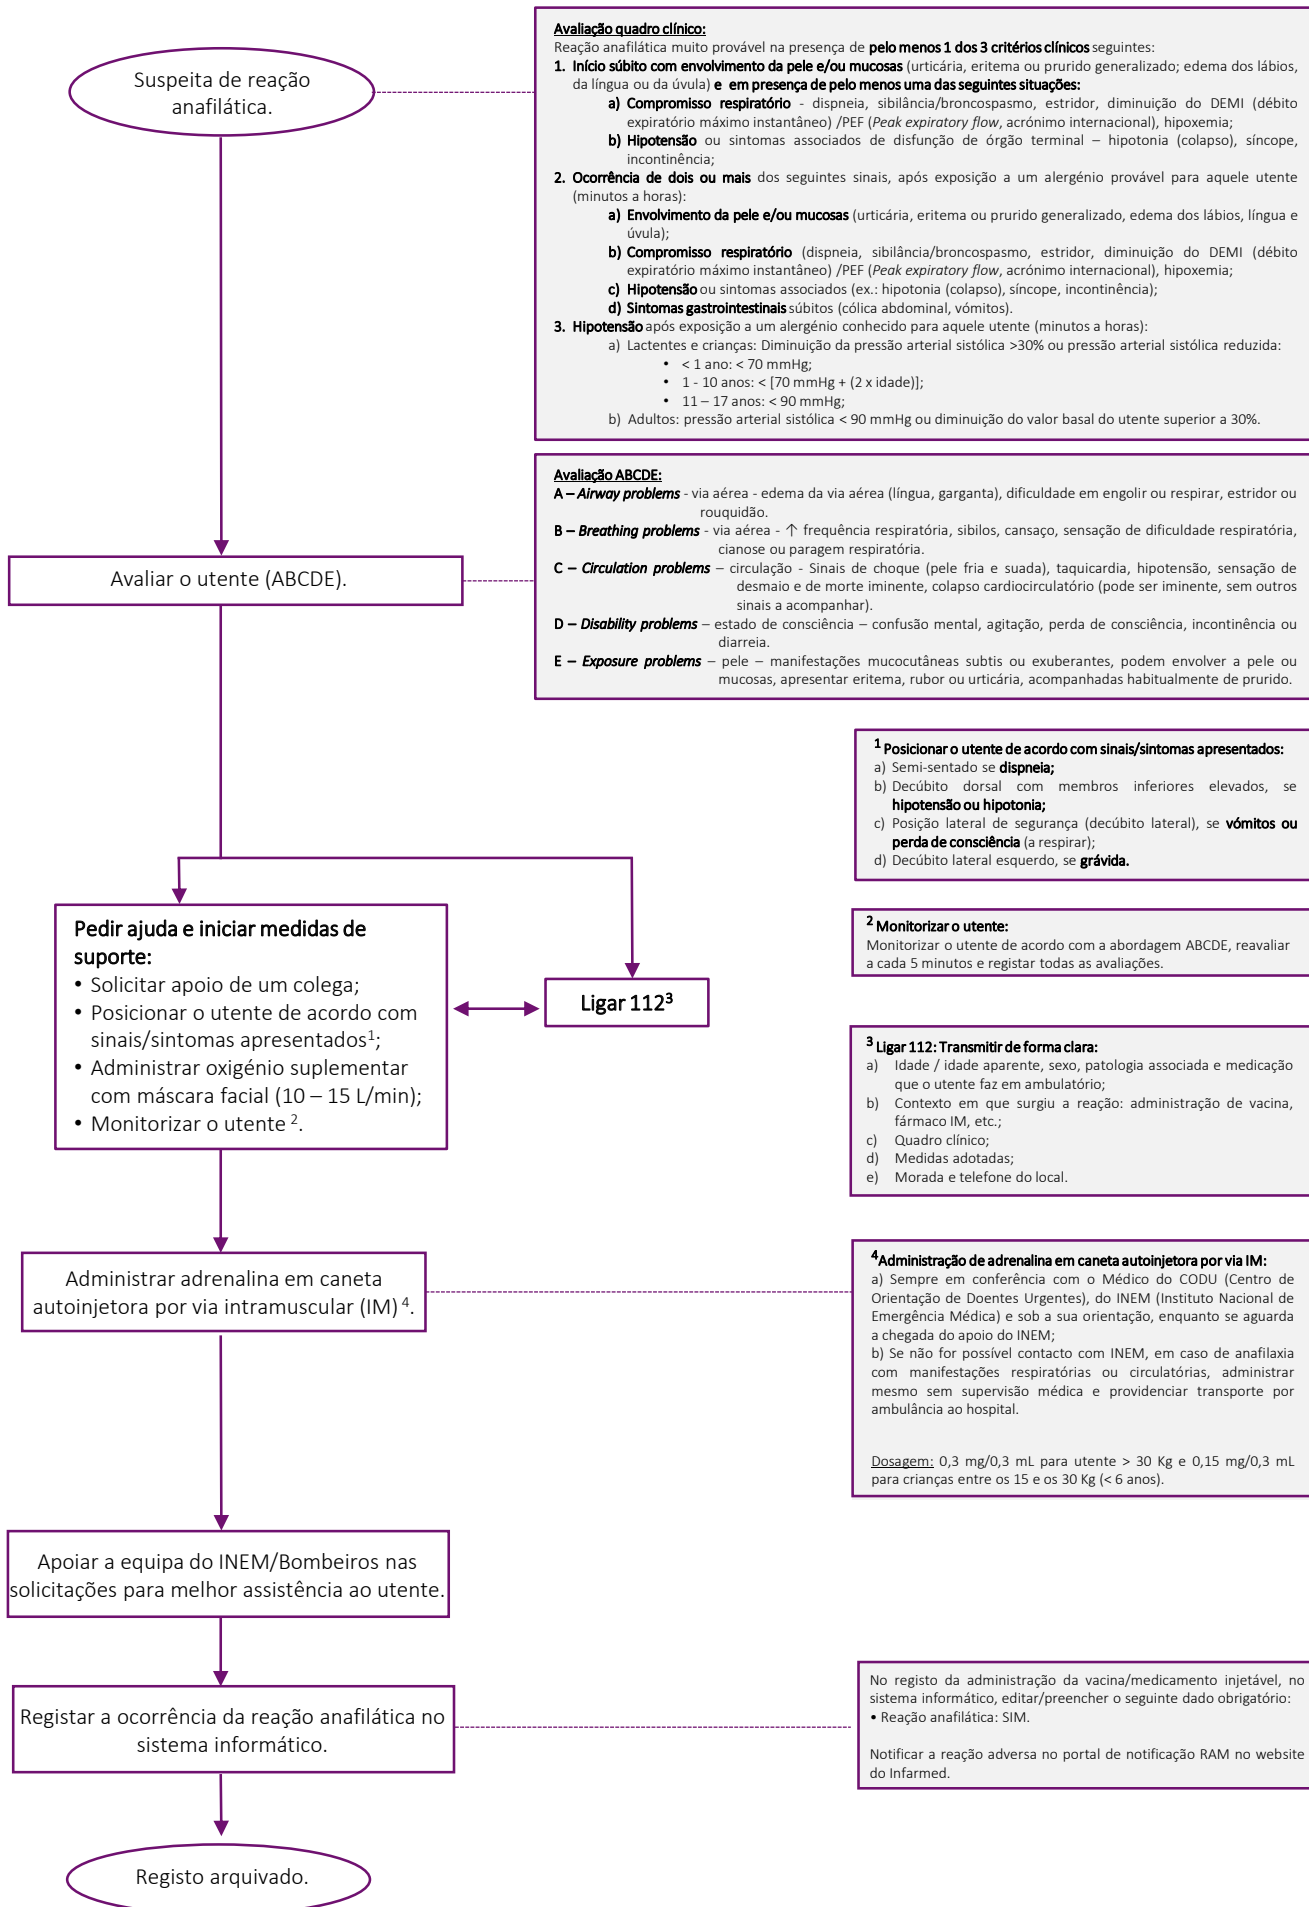 Suspeita de reação
anafilática.
Avaliação quadro clínico:
Reação anafilática muito provável na presença de pelo menos 1 dos 3 critérios clínicos seguintes:
1. Início súbito com envolvimento da pele e/ou mucosas (urticária, eritema ou prurido generalizado; edema dos lábios,
da língua ou da úvula) e em presença de pelo menos uma das seguintes situações:
a) Compromisso respiratório - dispneia, sibilância/broncospasmo, estridor, diminuição do DEMI (débito
expiratório máximo instantâneo) /PEF (Peak expiratory flow, acrónimo internacional), hipoxemia;
b) Hipotensão ou sintomas associados de disfunção de órgão terminal – hipotonia (colapso), síncope,
incontinência;
2. Ocorrência de dois ou mais dos seguintes sinais, após exposição a um alergénio provável para aquele utente
(minutos a horas):
a) Envolvimento da pele e/ou mucosas (urticária, eritema ou prurido generalizado, edema dos lábios, língua e
úvula);
b) Compromisso respiratório (dispneia, sibilância/broncospasmo, estridor, diminuição do DEMI (débito
expiratório máximo instantâneo) /PEF (Peak expiratory flow, acrónimo internacional), hipoxemia;
c) Hipotensão ou sintomas associados (ex.: hipotonia (colapso), síncope, incontinência);
d) Sintomas gastrointestinais súbitos (cólica abdominal, vómitos).
3. Hipotensão após exposição a um alergénio conhecido para aquele utente (minutos a horas):
a) Lactentes e crianças: Diminuição da pressão arterial sistólica >30% ou pressão arterial sistólica reduzida:
• < 1 ano: < 70 mmHg;
• 1 - 10 anos: < [70 mmHg + (2 x idade)];
• 11 – 17 anos: < 90 mmHg;
b) Adultos: pressão arterial sistólica < 90 mmHg ou diminuição do valor basal do utente superior a 30%.
Avaliar o utente (ABCDE).
Avaliação ABCDE:
A – Airway problems - via aérea - edema da via aérea (língua, garganta), dificuldade em engolir ou respirar, estridor ou
rouquidão.
B – Breathing problems - via aérea - ↑ frequência respiratória, sibilos, cansaço, sensação de dificuldade respiratória,
cianose ou paragem respiratória.
C – Circulation problems – circulação - Sinais de choque (pele fria e suada), taquicardia, hipotensão, sensação de
desmaio e de morte iminente, colapso cardiocirculatório (pode ser iminente, sem outros
sinais a acompanhar).
D – Disability problems – estado de consciência – confusão mental, agitação, perda de consciência, incontinência ou
diarreia.
E – Exposure problems – pele – manifestações mucocutâneas subtis ou exuberantes, podem envolver a pele ou
mucosas, apresentar eritema, rubor ou urticária, acompanhadas habitualmente de prurido.
1 Posicionar o utente de acordo com sinais/sintomas apresentados:
a) Semi-sentado se dispneia;
b) Decúbito dorsal com membros inferiores elevados, se
hipotensão ou hipotonia;
c) Posição lateral de segurança (decúbito lateral), se vómitos ou
perda de consciência (a respirar);
d) Decúbito lateral esquerdo, se grávida.
Pedir ajuda e iniciar medidas de
suporte:
• Solicitar apoio de um colega;
• Posicionar o utente de acordo com
sinais/sintomas apresentados1;
• Administrar oxigénio suplementar
com máscara facial (10 – 15 L/min);
• Monitorizar o utente 2.
Ligar 1123
2 Monitorizar o utente:
Monitorizar o utente de acordo com a abordagem ABCDE, reavaliar
a cada 5 minutos e registar todas as avaliações.
3 Ligar 112: Transmitir de forma clara:
a) Idade / idade aparente, sexo, patologia associada e medicação
que o utente faz em ambulatório;
b) Contexto em que surgiu a reação: administração de vacina,
fármaco IM, etc.;
c) Quadro clínico;
d) Medidas adotadas;
e) Morada e telefone do local.
Administrar adrenalina em caneta
autoinjetora por via intramuscular (IM) 4.
4Administração de adrenalina em caneta autoinjetora por via IM:
a) Sempre em conferência com o Médico do CODU (Centro de
Orientação de Doentes Urgentes), do INEM (Instituto Nacional de
Emergência Médica) e sob a sua orientação, enquanto se aguarda
a chegada do apoio do INEM;
b) Se não for possível contacto com INEM, em caso de anafilaxia
com manifestações respiratórias ou circulatórias, administrar
mesmo sem supervisão médica e providenciar transporte por
ambulância ao hospital.
Dosagem: 0,3 mg/0,3 mL para utente > 30 Kg e 0,15 mg/0,3 mL
para crianças entre os 15 e os 30 Kg (< 6 anos).
Apoiar a equipa do INEM/Bombeiros nas
solicitações para melhor assistência ao utente.
Registar a ocorrência da reação anafilática no
sistema informático.
No registo da administração da vacina/medicamento injetável, no
sistema informático, editar/preencher o seguinte dado obrigatório:
• Reação anafilática: SIM.
Notificar a reação adversa no portal de notificação RAM no website
do Infarmed.
Registo arquivado.